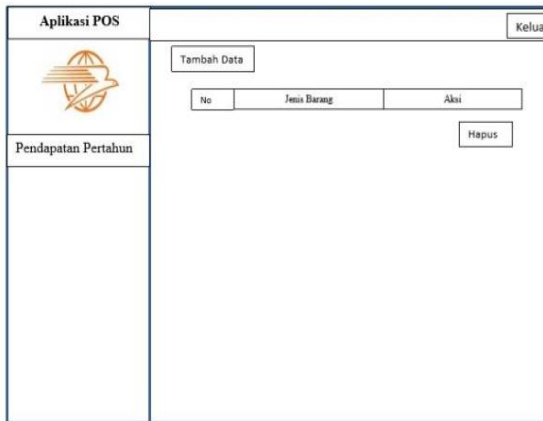 Aplikasi POS
Kelua
Tambah Data
No Jenis Barang Aksi
Hapus
Pendapatan Pertahun